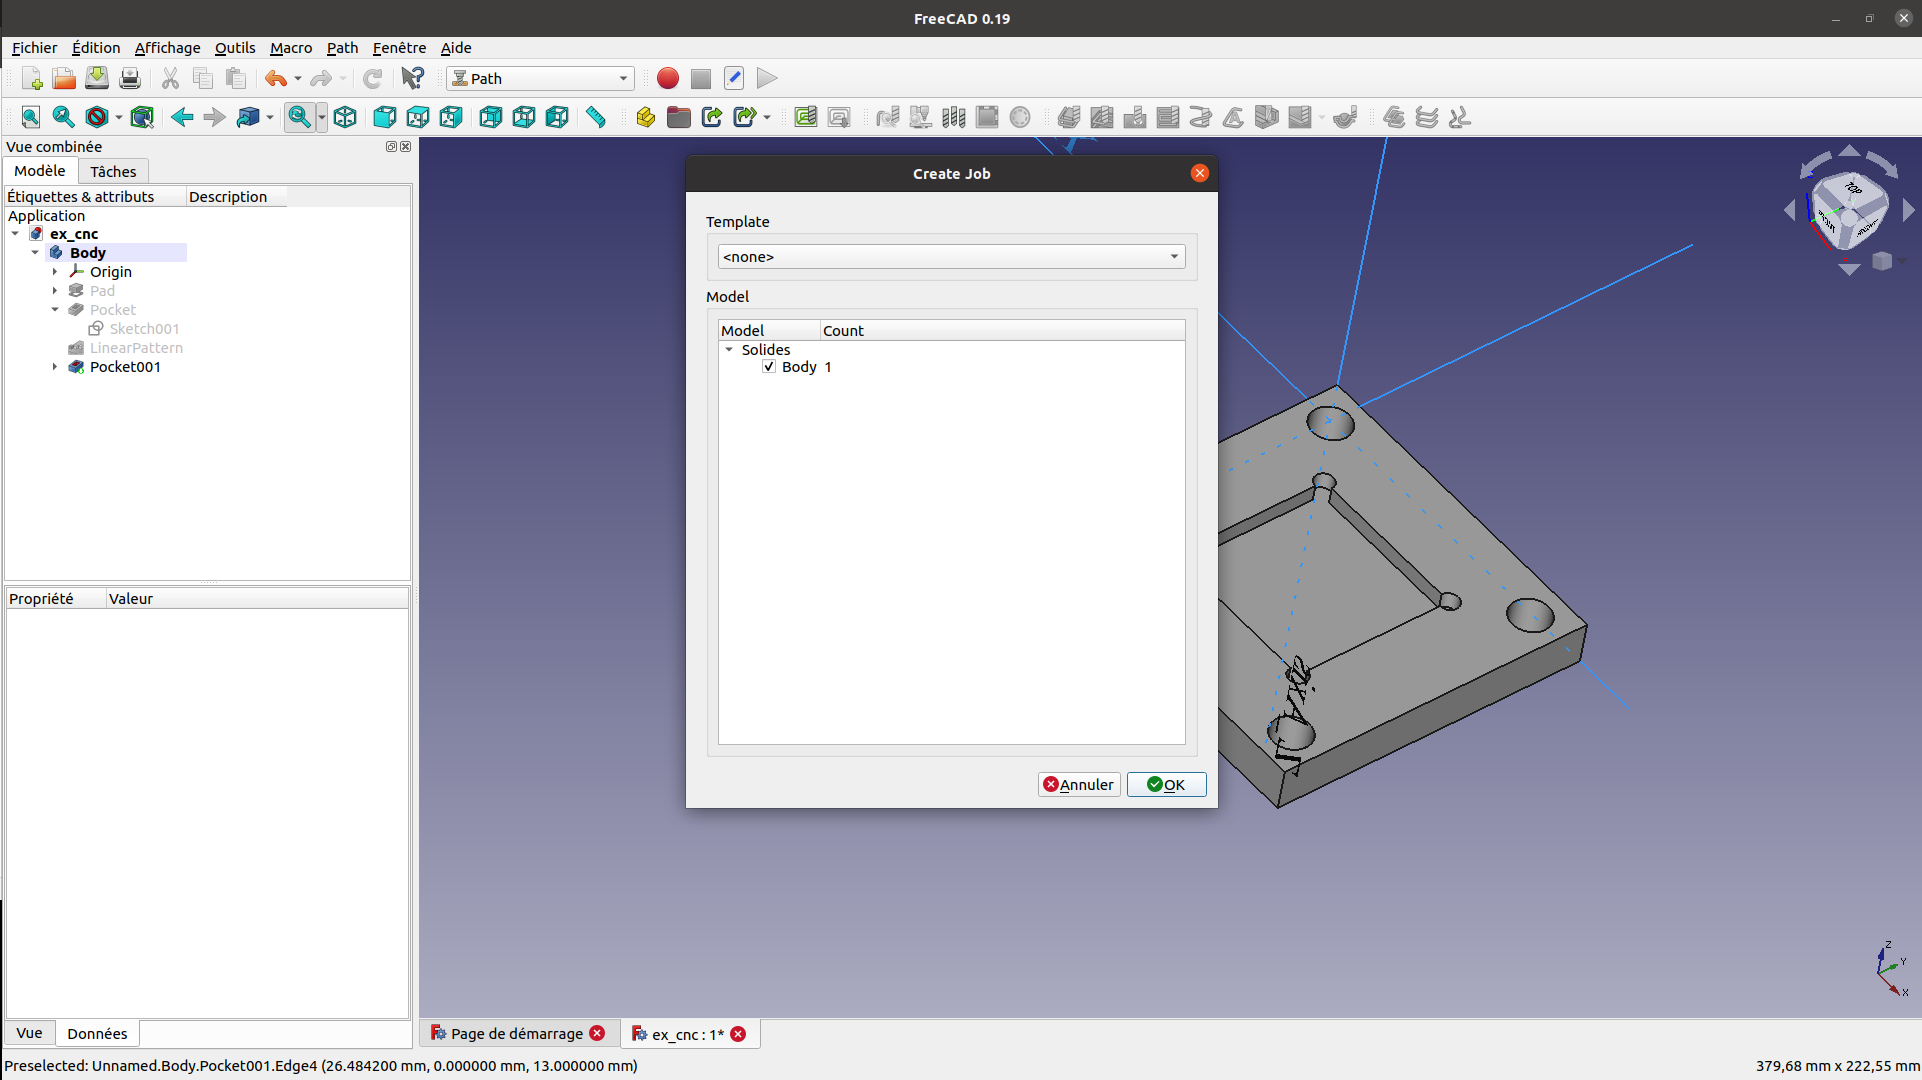 FreeCAD 0.19
Fichier Édition Affichage Outils Macro Path Fenêtre Aide
Path
Vue combinée
Modèle Tâches
Étiquettes & attributs Description
Application
ex_cnc
Body
Origin
Pad
Pocket
Sketch001
LinearPattern
Pocket001
Propriété Valeur
Vue Données
Create Job
Template
<none>
Model
Model Count
Solides
Body 1
Annuler OK
TOP
Z
Y
X
Page de démarrage ex_cnc : 1*
Preselected: Unnamed.Body.Pocket001.Edge4 (26.484200 mm, 0.000000 mm, 13.000000 mm)
379,68 mm x 222,55 mm